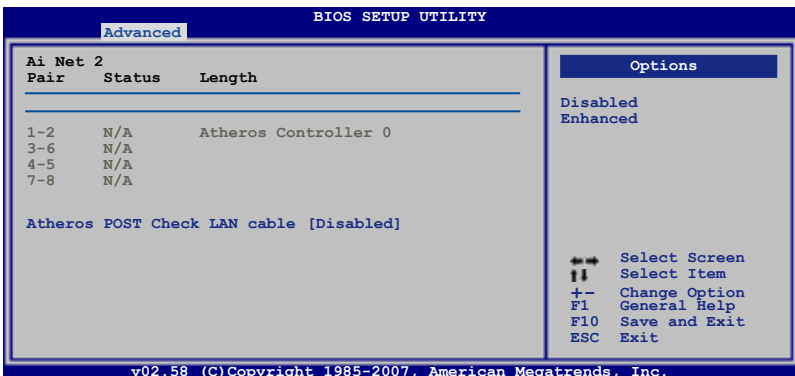 BIOS SETUP UTILITY
Advanced
Ai Net 2
Pair Status Length
1-2 N/A Atheros Controller 0
3-6 N/A
4-5 N/A
7-8 N/A
Atheros POST Check LAN cable [Disabled]
Options
Disabled
Enhanced
Select Screen
Select Item
+- Change Option
F1 General Help
F10 Save and Exit
ESC Exit
v02.58 (C)Copyright 1985-2007, American Megatrends, Inc.